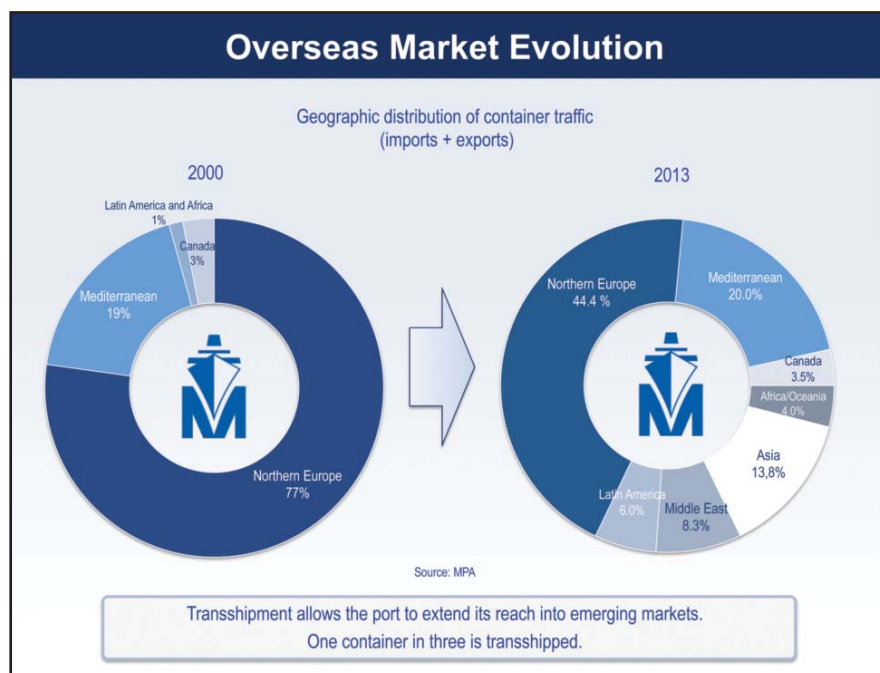 Overseas Market Evolution
Geographic distribution of container traffic
(imports + exports)
2000
Latin America and Africa
1%
Canada
3%
Mediterranean
19%
Northern Europe
77%
2013
Northern Europe
44.4 %
Mediterranean
20.0%
Canada
3.5%
Africa/Oceania
4.0%
Asia
13,8%
Middle East
8.3%
Latin America
6.0%
Source: MPA
Transshipment allows the port to extend its reach into emerging markets.
One container in three is transshipped.